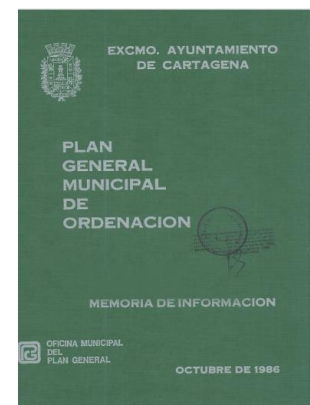 EXCMO. AYUNTAMIENTO
DE CARTAGENA
PLAN
GENERAL
MUNICIPAL
DE
ORDENACION
MEMORIA DE INFORMACION
OFICINA MUNICIPAL
DEL
PLAN GENERAL
OCTUBRE DE 1986